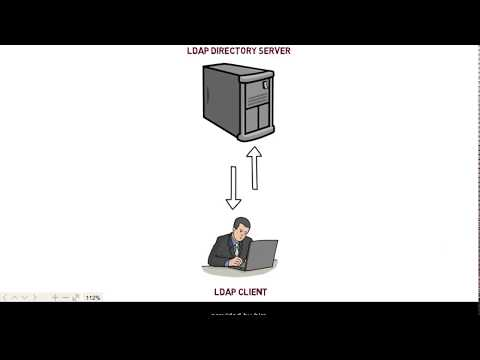 LDAP DIRECTORY SERVER
LDAP CLIENT
112%